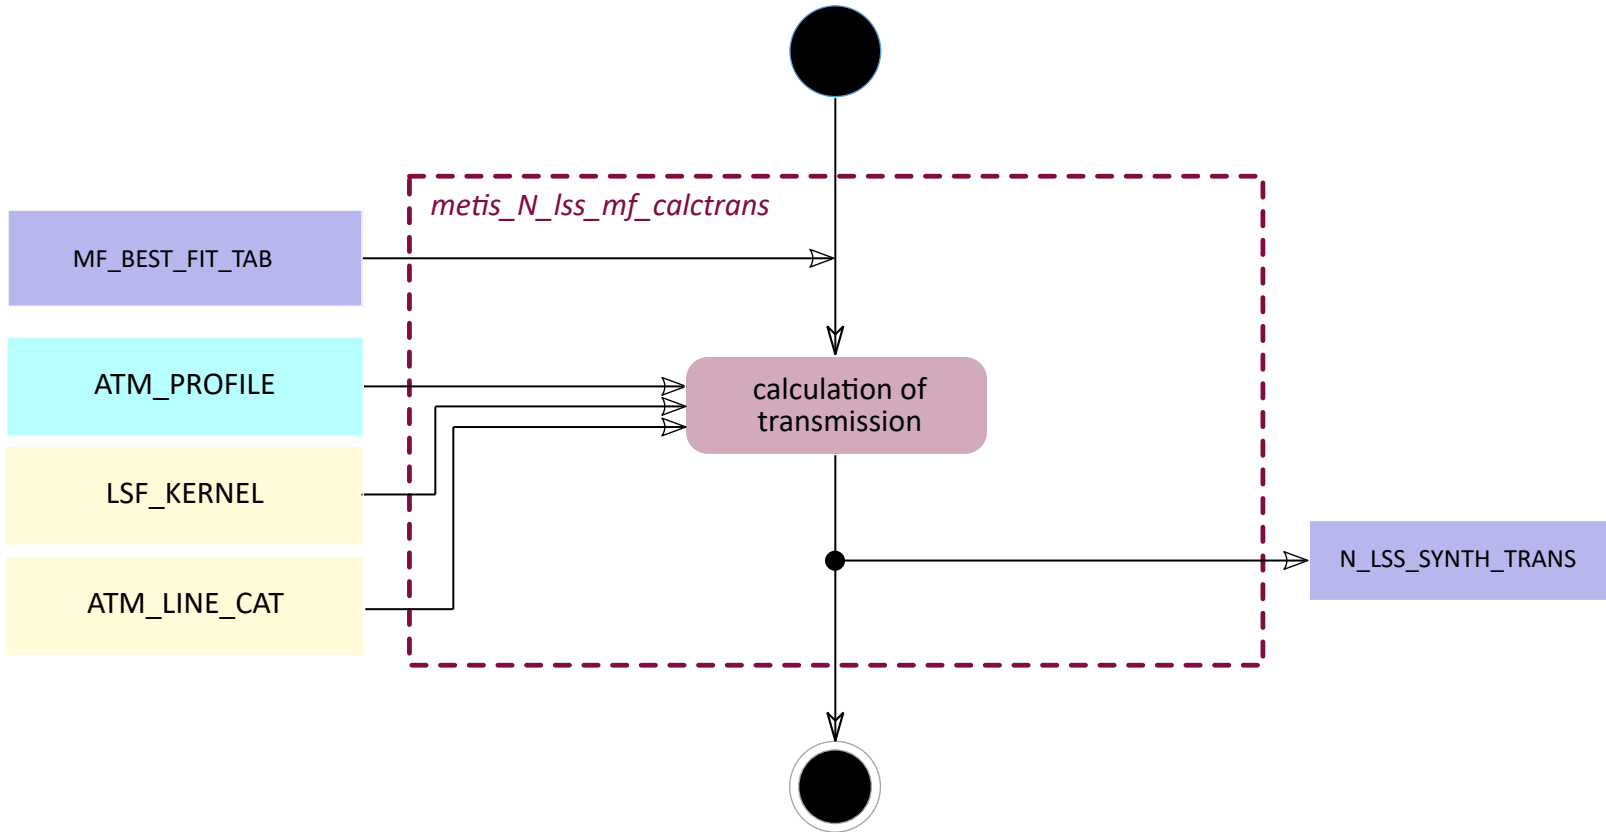 metis_N_lss_mf_calctrans
MF_BEST_FIT_TAB
ATM_PROFILE
calculation of
transmission
LSF_KERNEL
N_LSS_SYNTH_TRANS
ATM_LINE_CAT